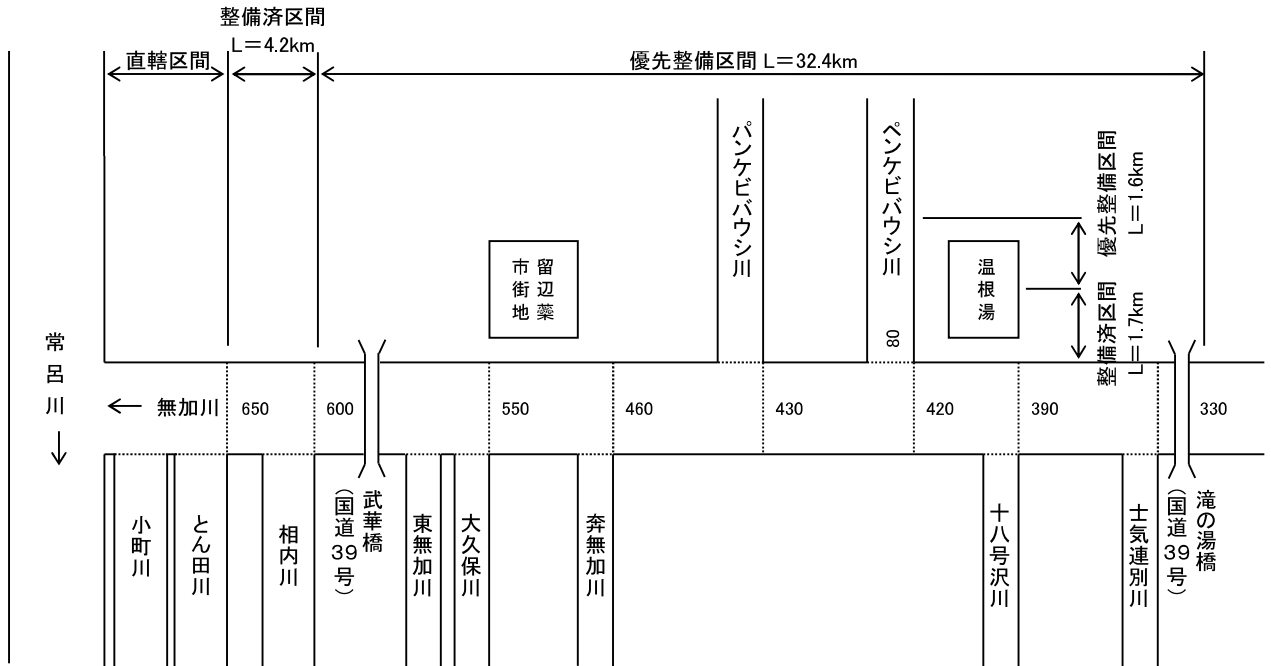 整備済区間
L=4.2km
直轄区間
優先整備区間 L=32.4km
パンケビバウシ川
ペンケビバウシ川
80
優先整備区間
L=1.6km
整備済区間
L=1.7km
留辺蘂
市街地
温根湯
常呂川
無加川
650
600
550
460
430
420
390
330
小町川
とん田川
相内川
武華橋
(国道39号)
東無加川
大久保川
奔無加川
十八号沢川
士気連別川
滝の湯橋
(国道39号)